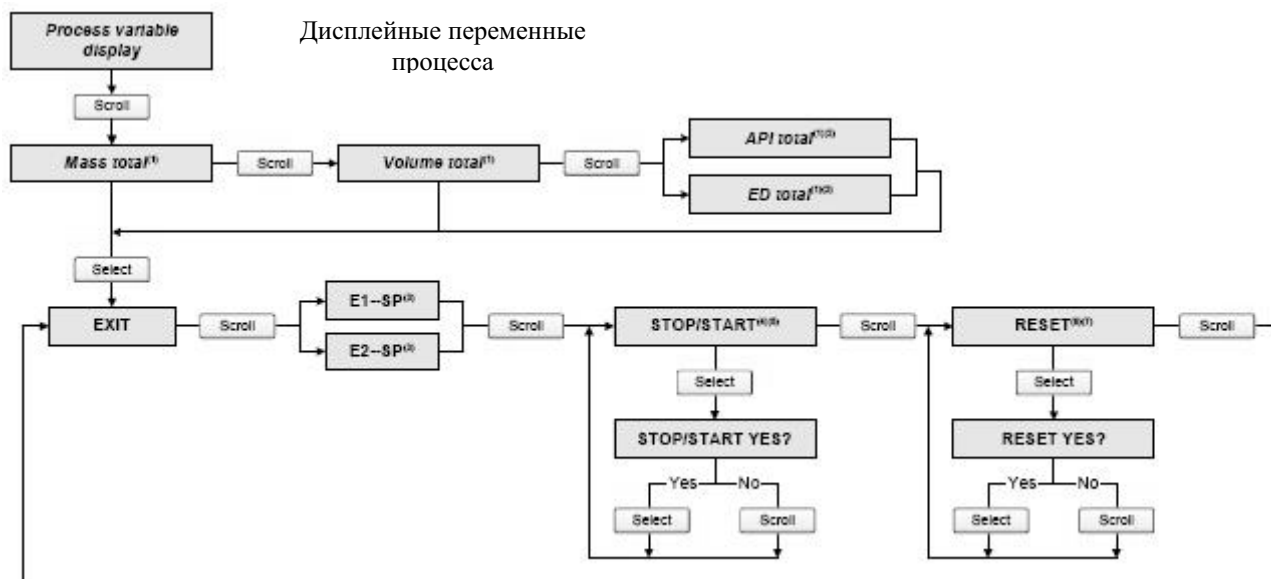 Process variable
display
Дисплейные переменные
процесса
Scroll
Mass total(1)
Scroll
Volume total(1)
Scroll
API total(1)(2)
ED total(1)(2)
Select
EXIT
Scroll
E1--SP(3)
E2--SP(3)
Scroll
STOP/START(4)(5)
Scroll
RESET(6)(7)
Scroll
Select
Select
STOP/START YES?
RESET YES?
Yes No
Yes No
Select
Scroll
Select
Scroll